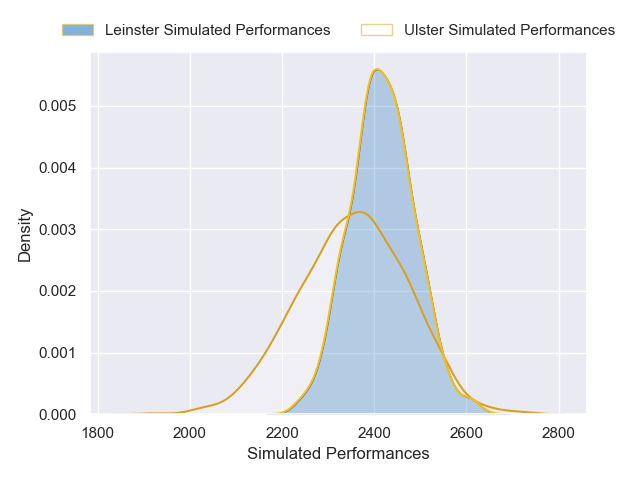 Leinster Simulated Performances Ulster Simulated Performances
0.005
0.004
0.003
0.002
0.001
0.000
Density
1800 2000 2200 2400 2600 2800
Simulated Performances